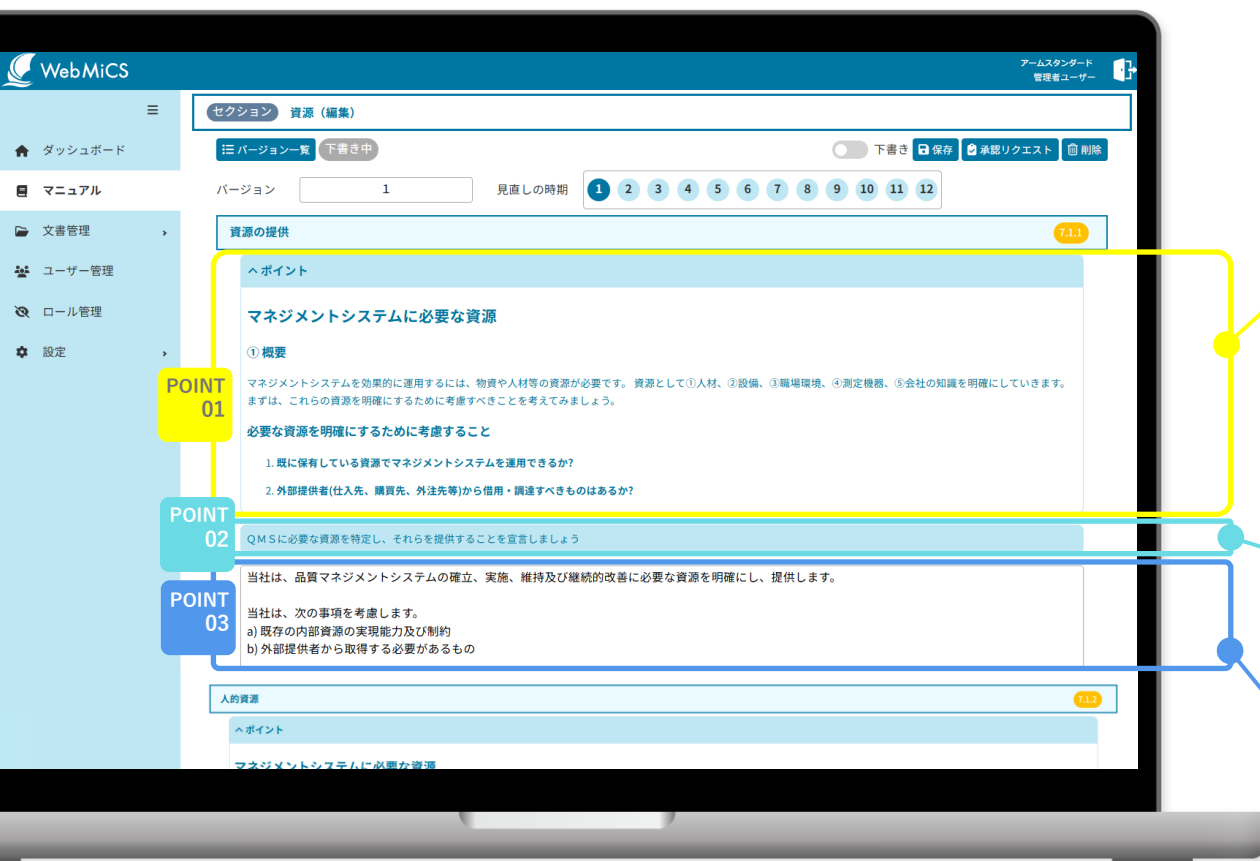 WebMiCS
アームスタンダード
管理者ユーザー
セクション 資源（編集）
ダッシュボード
マニュアル
文書管理
ユーザー管理
ロール管理
設定
バージョン一覧 下書き中 下書き 保存 承認リクエスト 削除
バージョン 1 見直しの時期 1 2 3 4 5 6 7 8 9 10 11 12
資源の提供 7.1.1
ポイント
マネジメントシステムに必要な資源
① 概要
マネジメントシステムを効果的に運用するには、物資や人材等の資源が必要です。 資源として①人材、②設備、③職場環境、④測定機器、⑤会社の知識を明確にしていきます。
まずは、これらの資源を明確にするために考慮すべきことを考えてみましょう。
必要な資源を明確にするために考慮すること
1. 既に保有している資源でマネジメントシステムを運用できるか?
2. 外部提供者(仕入先、購買先、外注先等)から借用・調達すべきものはあるか?
POINT
01
POINT
02
ＱＭＳに必要な資源を特定し、それらを提供することを宣言しましょう
POINT
03
当社は、品質マネジメントシステムの確立、実施、維持及び継続的改善に必要な資源を明確にし、提供します。
当社は、次の事項を考慮します。
a) 既存の内部資源の実現能力及び制約
b) 外部提供者から取得する必要があるもの
人的資源 7.1.2
ポイント
マネジメントシステムに必要な資源